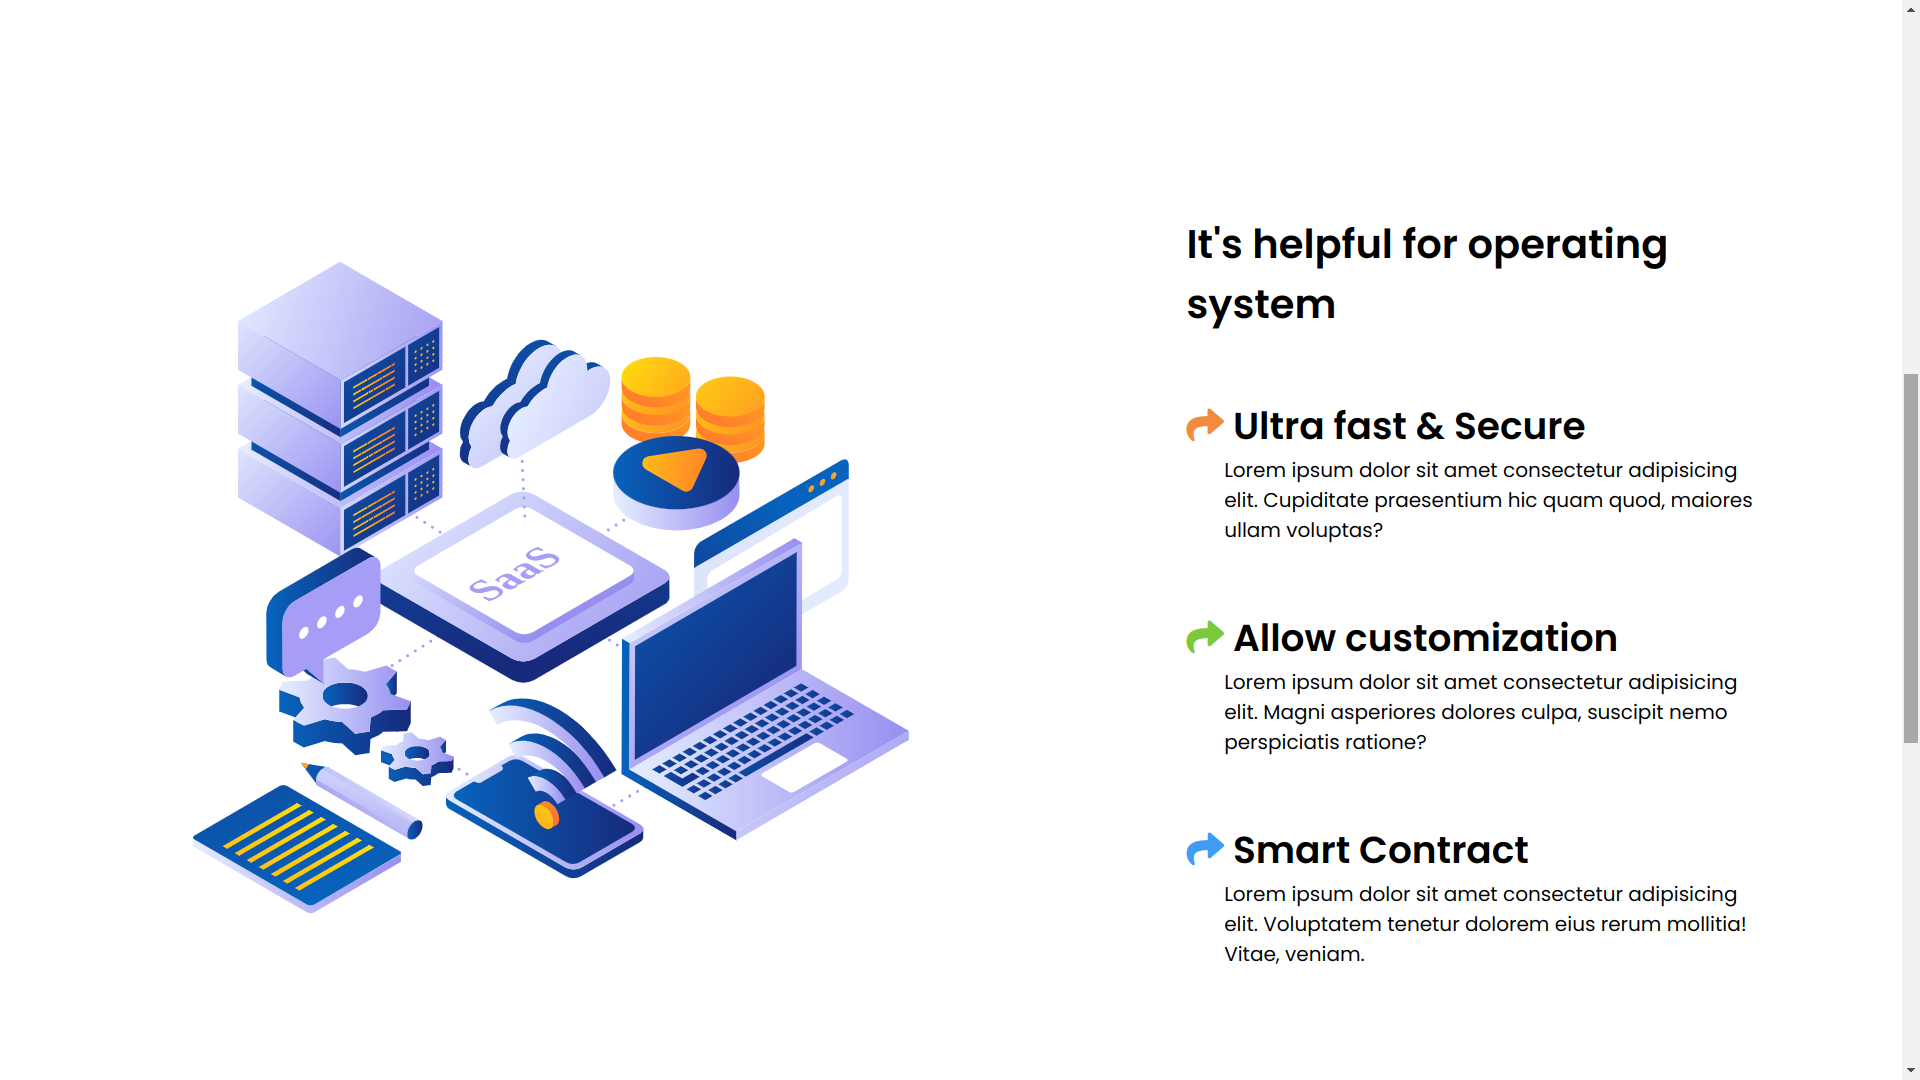 It's helpful for operating
system
Ultra fast & Secure
Lorem ipsum dolor sit amet consectetur adipisicing
elit. Cupiditate praesentium hic quam quod, maiores
ullam voluptas?
SaaS
Allow customization
Lorem ipsum dolor sit amet consectetur adipisicing
elit. Magni asperiores dolores culpa, suscipit nemo
perspiciatis ratione?
Smart Contract
Lorem ipsum dolor sit amet consectetur adipisicing
elit. Voluptatem tenetur dolorem eius rerum mollitia!
Vitae, veniam.